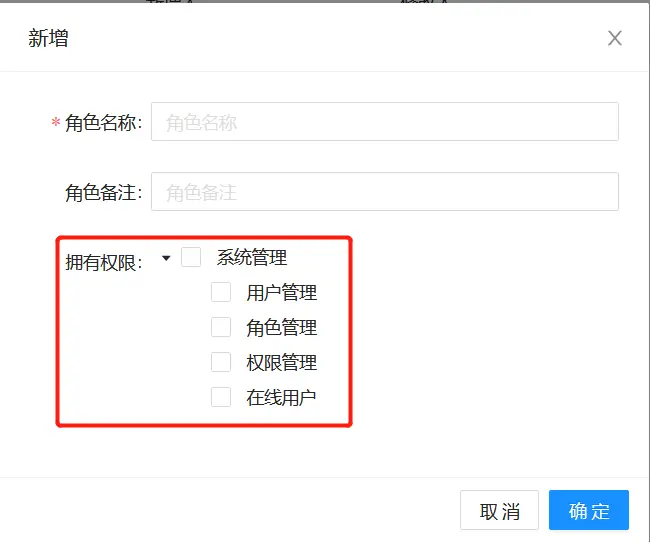 新增
* 角色名称:
角色名称
角色备注:
角色备注
拥有权限:
系统管理
用户管理
角色管理
权限管理
在线用户
取消
确定